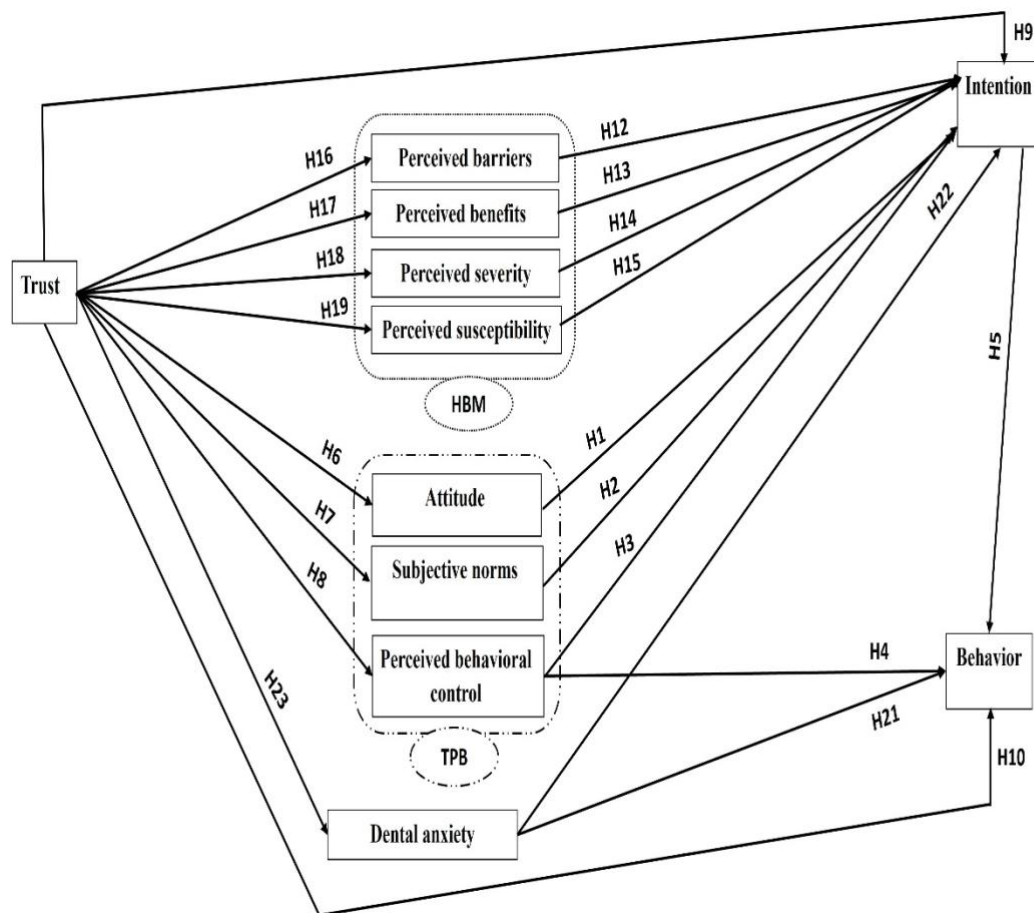 H9
Intention
H12
Perceived barriers
H16
H13
H17
Perceived benefits
H14
H22
H18
Perceived severity
H15
Trust
H19
Perceived susceptibility
H5
HBM
H6
H1
Attitude
H2
H7
Subjective norms
H3
H8
Perceived behavioral
control
H4
Behavior
H23
H21
TPB
H10
Dental anxiety